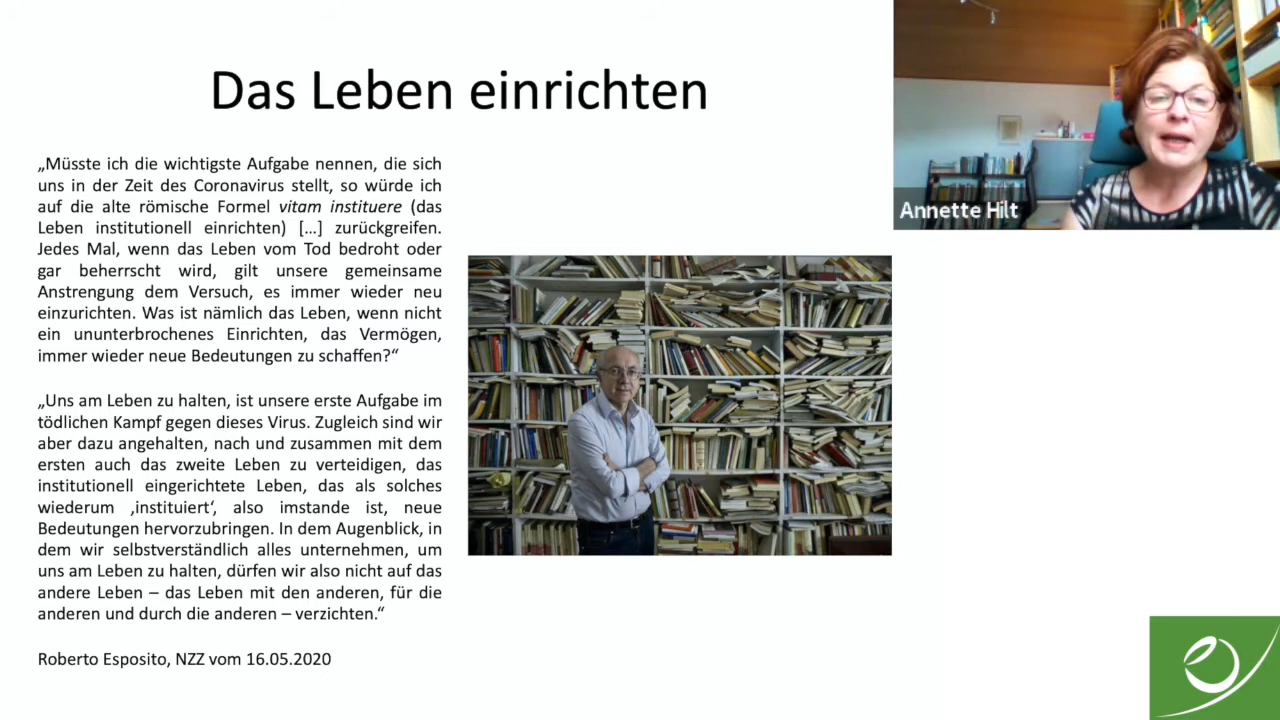 Das Leben einrichten
„Müsste ich die wichtigste Aufgabe nennen, die sich
uns in der Zeit des Coronavirus stellt, so würde ich
auf die alte römische Formel vitam instituere (das
Leben institutionell einrichten) […] zurückgreifen.
Jedes Mal, wenn das Leben vom Tod bedroht oder
gar beherrscht wird, gilt unsere gemeinsame
Anstrengung dem Versuch, es immer wieder neu
einzurichten. Was ist nämlich das Leben, wenn nicht
ein ununterbrochenes Einrichten, das Vermögen,
immer wieder neue Bedeutungen zu schaffen?“
„Uns am Leben zu halten, ist unsere erste Aufgabe im
tödlichen Kampf gegen dieses Virus. Zugleich sind wir
aber dazu angehalten, nach und zusammen mit dem
ersten auch das zweite Leben zu verteidigen, das
institutionell eingerichtete Leben, das als solches
wiederum ‚instituiert‘, also imstande ist, neue
Bedeutungen hervorzubringen. In dem Augenblick, in
dem wir selbstverständlich alles unternehmen, um
uns am Leben zu halten, dürfen wir also nicht auf das
andere Leben – das Leben mit den anderen, für die
anderen und durch die anderen – verzichten.“
Roberto Esposito, NZZ vom 16.05.2020
Annette Hilt